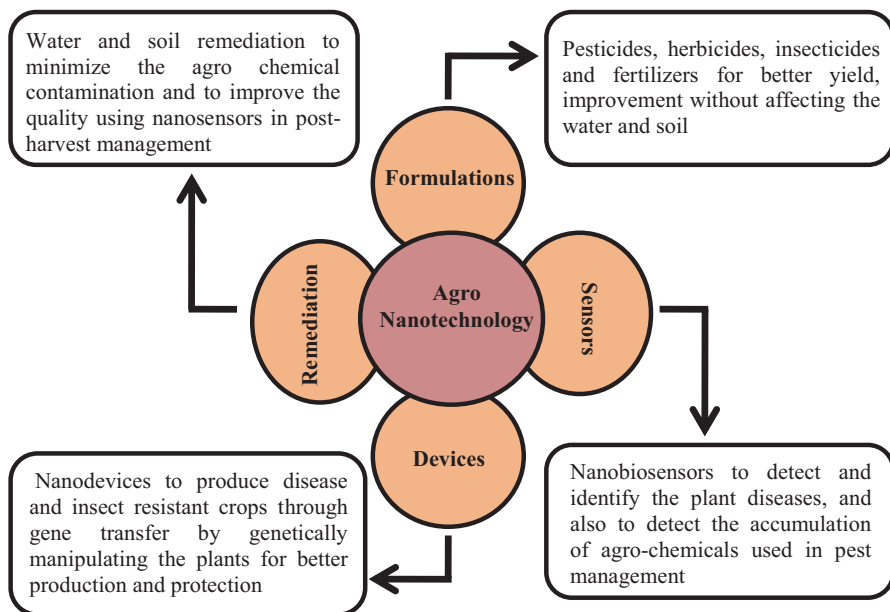 Water and soil remediation to
minimize the agro chemical
contamination and to improve the
quality using nanosensors in post-
harvest management
Pesticides, herbicides, insecticides
and fertilizers for better yield,
improvement without affecting the
water and soil
Formulations
Remediation
Agro
Nanotechnology
Sensors
Devices
Nanodevices to produce disease
and insect resistant crops through
gene transfer by genetically
manipulating the plants for better
production and protection
Nanobiosensors to detect and
identify the plant diseases, and
also to detect the accumulation
of agro-chemicals used in pest
management